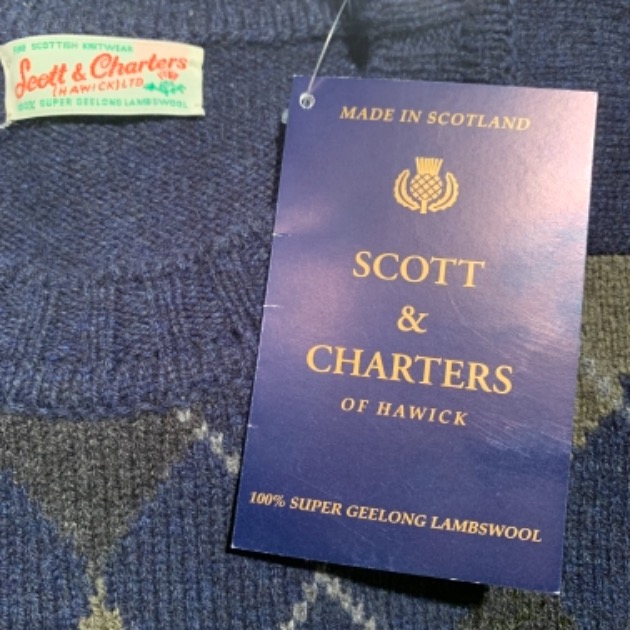 FINE SCOTTISH KNITWEAR
Scott & Charters
(HAWICK) LTD
100% SUPER GEELONG LAMBSWOOL
MADE IN SCOTLAND
SCOTT
&
CHARTERS
OF HAWICK
100% SUPER GEELONG LAMBSWOOL